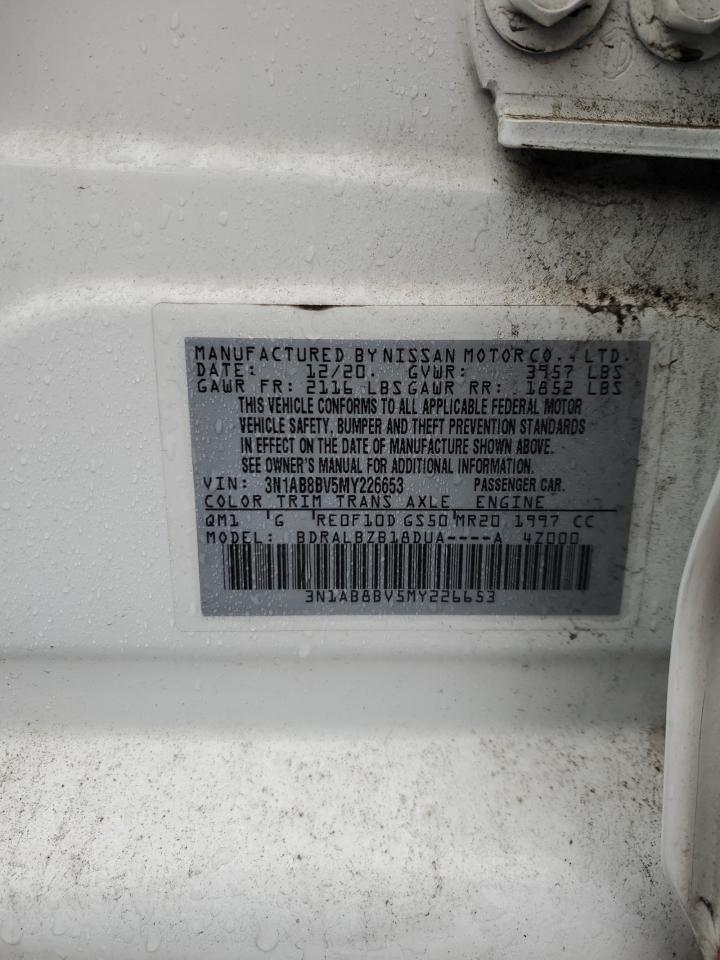 MANUFACTURED BY NISSAN MOTOR CO., LTD.
DATE: 12/20. GVWR: 3957 LBS
GAWR FR: 2116 LBS GAWR RR: 1852 LBS
THIS VEHICLE CONFORMS TO ALL APPLICABLE FEDERAL MOTOR
VEHICLE SAFETY, BUMPER AND THEFT PREVENTION STANDARDS
IN EFFECT ON THE DATE OF MANUFACTURE SHOWN ABOVE.
SEE OWNER'S MANUAL FOR ADDITIONAL INFORMATION.
VIN: 3N1AB8BV5MY226653 PASSENGER CAR.
COLOR TRIM TRANS AXLE ENGINE
QM1 'G RE0F10D GS50 MR20 1997 CC
MODEL: BDRALBZB18DUA----A 4Z000
3N1AB8BV5MY226653